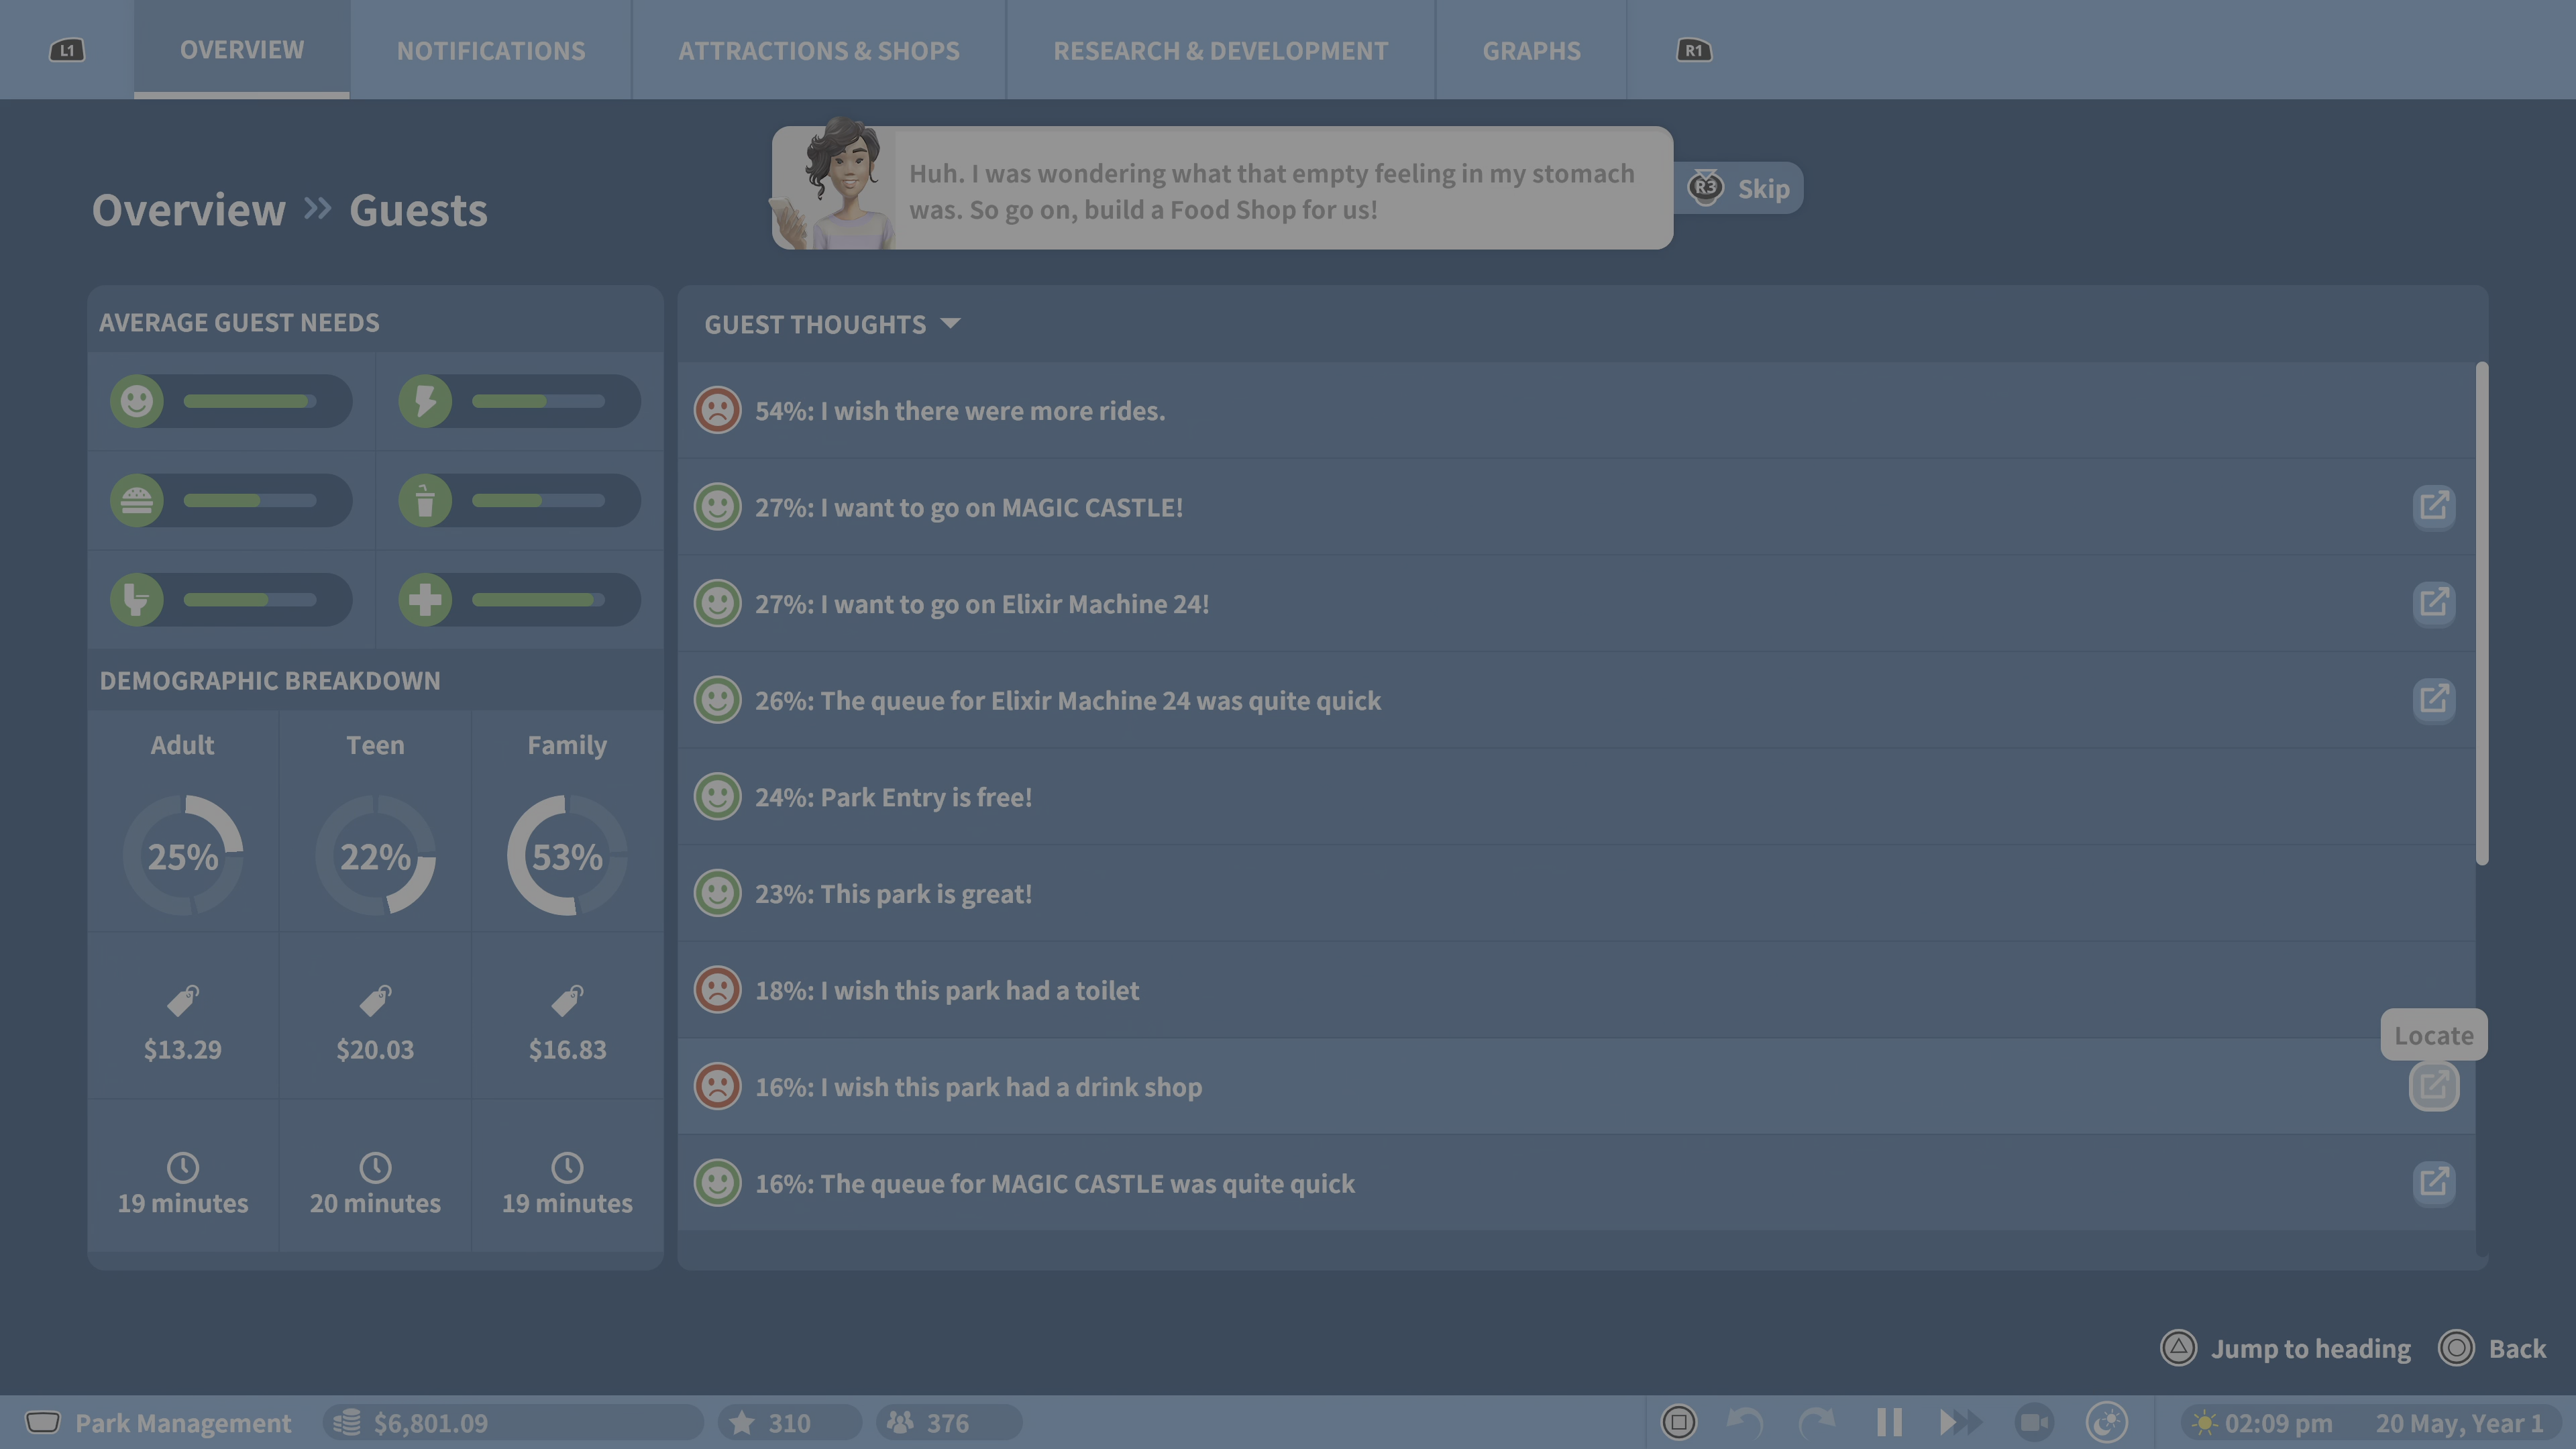 L1
OVERVIEW
NOTIFICATIONS
ATTRACTIONS & SHOPS
RESEARCH & DEVELOPMENT
GRAPHS
R1
Overview » Guests
Huh. I was wondering what that empty feeling in my stomach
was. So go on, build a Food Shop for us!
R3 Skip
AVERAGE GUEST NEEDS
DEMOGRAPHIC BREAKDOWN
Adult
Teen
Family
25%
22%
53%
$13.29
$20.03
$16.83
19 minutes
20 minutes
19 minutes
GUEST THOUGHTS
54%: I wish there were more rides.
27%: I want to go on MAGIC CASTLE!
27%: I want to go on Elixir Machine 24!
26%: The queue for Elixir Machine 24 was quite quick
24%: Park Entry is free!
23%: This park is great!
18%: I wish this park had a toilet
Locate
16%: I wish this park had a drink shop
16%: The queue for MAGIC CASTLE was quite quick
Jump to heading
Back
Park Management
$6,801.09
310
376
02:09 pm
20 May, Year 1